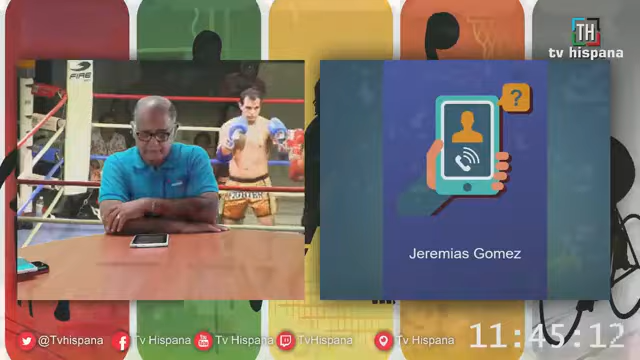 TH
tv hispana
FIRE
?
Jeremias Gomez
@Tvhispana
Tv Hispana
Tv Hispana
TvHispana
Tv Hispana
11:45:12